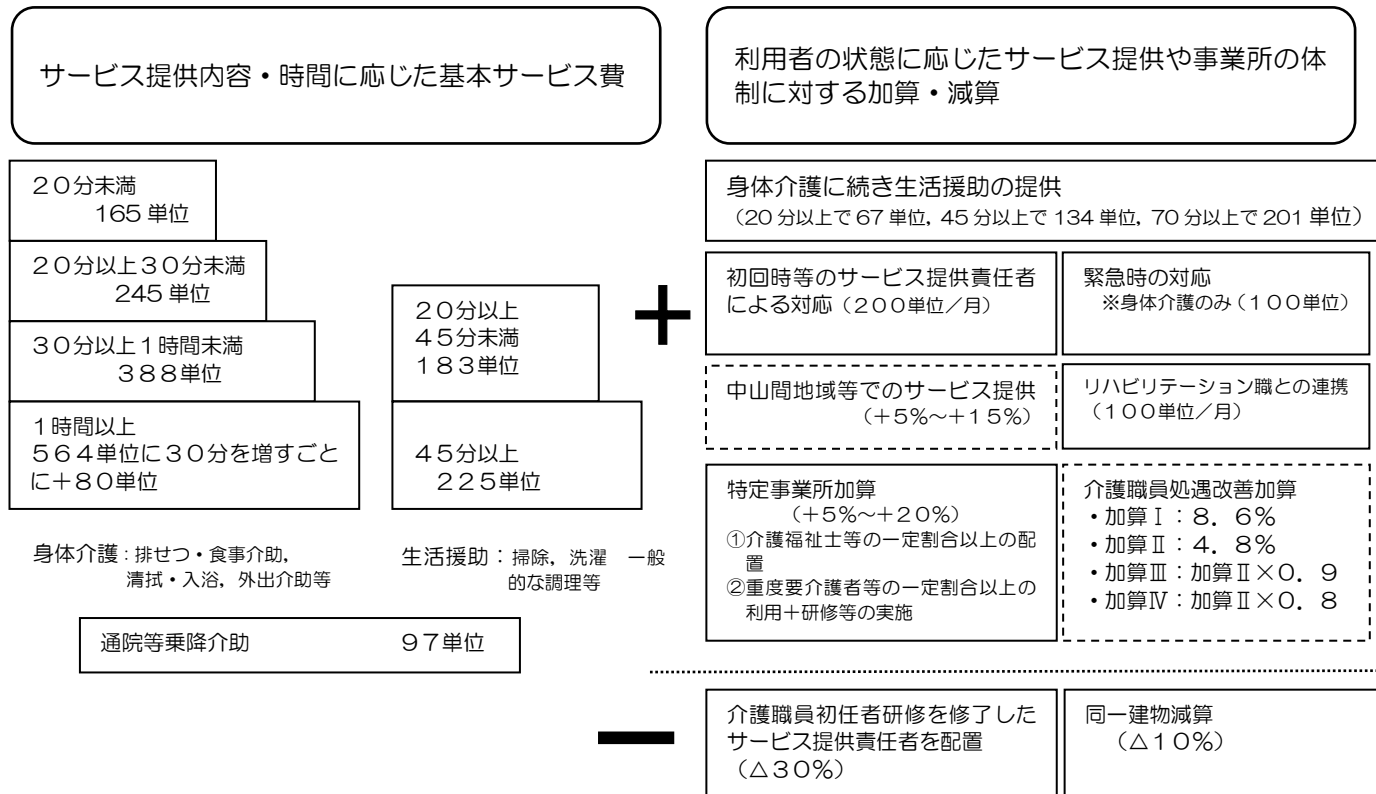 サービス提供内容・時間に応じた基本サービス費
利用者の状態に応じたサービス提供や事業所の体
制に対する加算・減算
２０分未満
165 単位
２０分以上３０分未満
245 単位
３０分以上１時間未満
３８８単位
１時間以上
５６４単位に３０分を増すごと
に＋８０単位
２０分以上
４５分未満
１８３単位
４５分以上
２２５単位
身体介護：排せつ・食事介助，
清拭・入浴，外出介助等
生活援助：掃除，洗濯　一般
的な調理等
通院等乗降介助　９７単位
＋
身体介護に続き生活援助の提供
（20 分以上で 67 単位, 45 分以上で 134 単位, 70 分以上で 201 単位）
初回時等のサービス提供責任者
による対応（２００単位／月）
緊急時の対応
※身体介護のみ（１００単位）
中山間地域等でのサービス提供
（＋５％～＋１５％）
リハビリテーション職との連携
（１００単位／月）
特定事業所加算
（＋５％～＋２０％）
①介護福祉士等の一定割合以上の配
置
②重度要介護者等の一定割合以上の
利用＋研修等の実施
介護職員処遇改善加算
・加算Ⅰ：８．６％
・加算Ⅱ：４．８％
・加算Ⅲ：加算Ⅱ×０．９
・加算Ⅳ：加算Ⅱ×０．８
－
介護職員初任者研修を修了した
サービス提供責任者を配置
（△３０％）
同一建物減算
（△１０％）